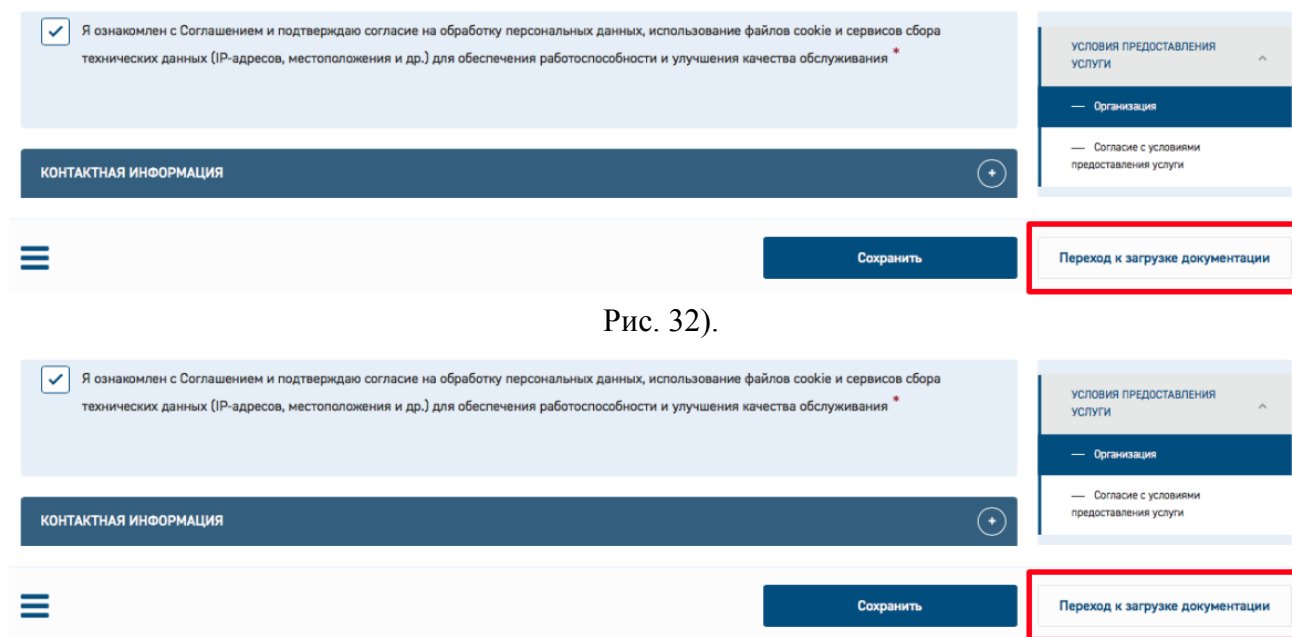 Я ознакомлен с Соглашением и подтверждаю согласие на обработку персональных данных, использование файлов cookie и сервисов сбора
технических данных (IP-адресов, местоположения и др.) для обеспечения работоспособности и улучшения качества обслуживания *
УСЛОВИЯ ПРЕДОСТАВЛЕНИЯ
УСЛУГИ
— Организация
— Согласие с условиями
предоставления услуги
КОНТАКТНАЯ ИНФОРМАЦИЯ
Сохранить
Переход к загрузке документации
Рис. 32).
Я ознакомлен с Соглашением и подтверждаю согласие на обработку персональных данных, использование файлов cookie и сервисов сбора
технических данных (IP-адресов, местоположения и др.) для обеспечения работоспособности и улучшения качества обслуживания *
УСЛОВИЯ ПРЕДОСТАВЛЕНИЯ
УСЛУГИ
— Организация
— Согласие с условиями
предоставления услуги
КОНТАКТНАЯ ИНФОРМАЦИЯ
Сохранить
Переход к загрузке документации